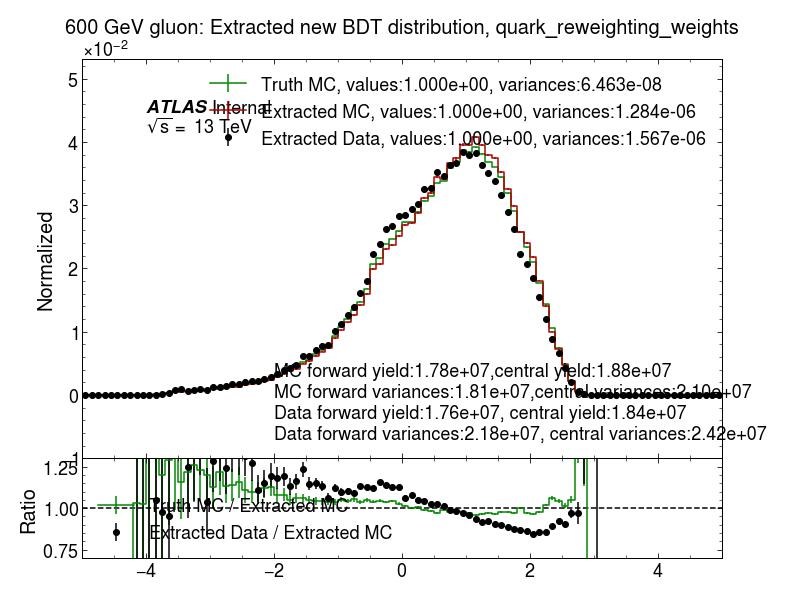 600 GeV gluon: Extracted new BDT distribution, quark_reweighting_weights
×10⁻²
5
4
3
2
1
0
Normalized
Truth MC, values:1.000e+00, variances:6.463e-08
ATLAS Internal
Extracted MC, values:1.000e+00, variances:1.284e-06
√s = 13 TeV
Extracted Data, values:1.000e+00, variances:1.567e-06
MC forward yield:1.78e+07,central yield:1.88e+07
MC forward variances:1.81e+07,central variances:2.10e+07
Data forward yield:1.76e+07, central yield:1.84e+07
Data forward variances:2.18e+07, central variances:2.42e+07
1
1.25
1.00
0.75
Ratio
Truth MC / Extracted MC
Extracted Data / Extracted MC
−4 −2 0 2 4